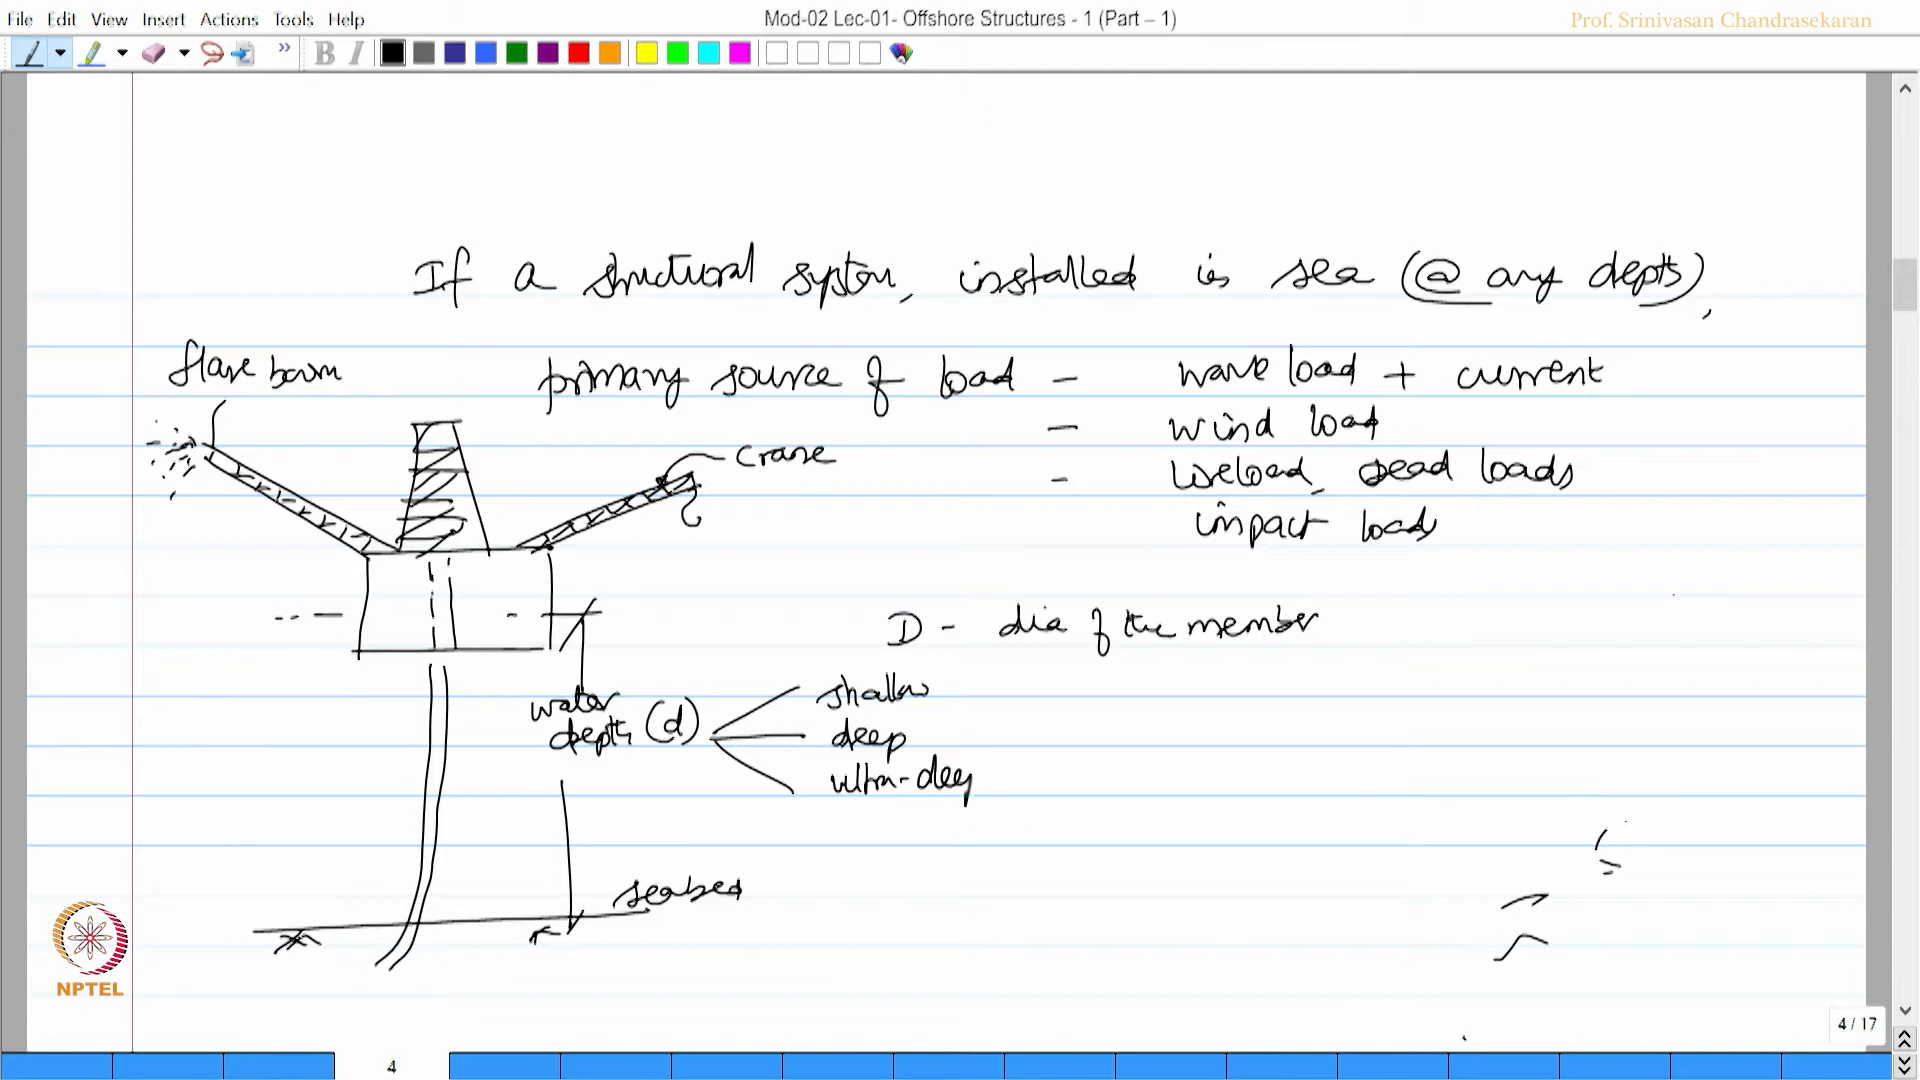 File Edit View Insert Actions Tools Help
Mod-02 Lec-01- Offshore Structures - 1 (Part – 1)
Prof. Srinivasan Chandrasekaran
B I
If a structural system, installed in sea (@ any depth),
flare boom
primary source of load - wave load + current
- wind load
- liveload, dead loads
impact loads
crane
D - dia of the member
water
depth (d)
shallow
deep
ultra-deep
seabed
NPTEL
4 / 17
4